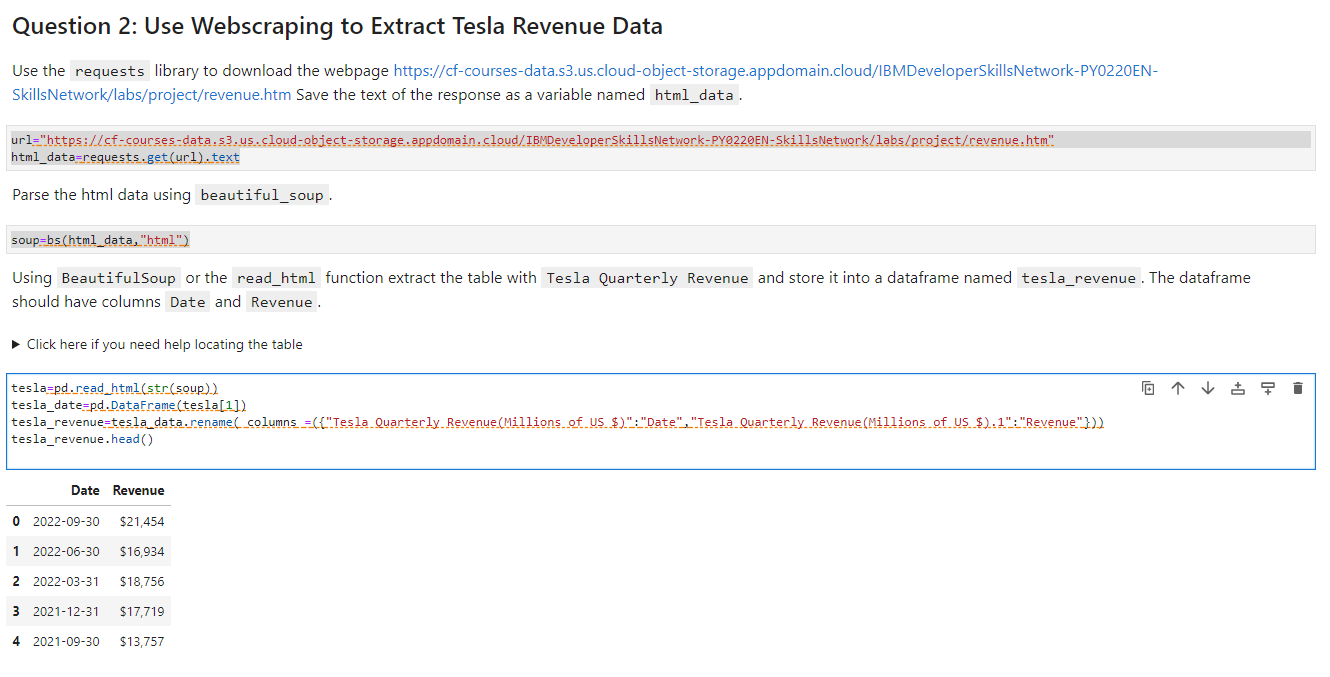 Question 2: Use Webscraping to Extract Tesla Revenue Data
Use the requests library to download the webpage https://cf-courses-data.s3.us.cloud-object-storage.appdomain.cloud/IBMDeveloperSkillsNetwork-PY0220EN-
SkillsNetwork/labs/project/revenue.htm Save the text of the response as a variable named html_data.
url="https://cf-courses-data.s3.us.cloud-object-storage.appdomain.cloud/IBMDeveloperSkillsNetwork-PY0220EN-SkillsNetwork/labs/project/revenue.htm"
html_data=requests.get(url).text
Parse the html data using beautiful_soup.
soup=bs(html_data,"html")
Using BeautifulSoup or the read_html function extract the table with Tesla Quarterly Revenue and store it into a dataframe named tesla_revenue. The dataframe
should have columns Date and Revenue.
Click here if you need help locating the table
tesla=pd.read_html(str(soup))
tesla_date=pd.DataFrame(tesla[1])
tesla_revenue=tesla_data.rename( columns =({"Tesla Quarterly Revenue(Millions of US $)":"Date","Tesla Quarterly Revenue(Millions of US $).1":"Revenue"}))
tesla_revenue.head()
Date Revenue
0 2022-09-30 $21,454
1 2022-06-30 $16,934
2 2022-03-31 $18,756
3 2021-12-31 $17,719
4 2021-09-30 $13,757